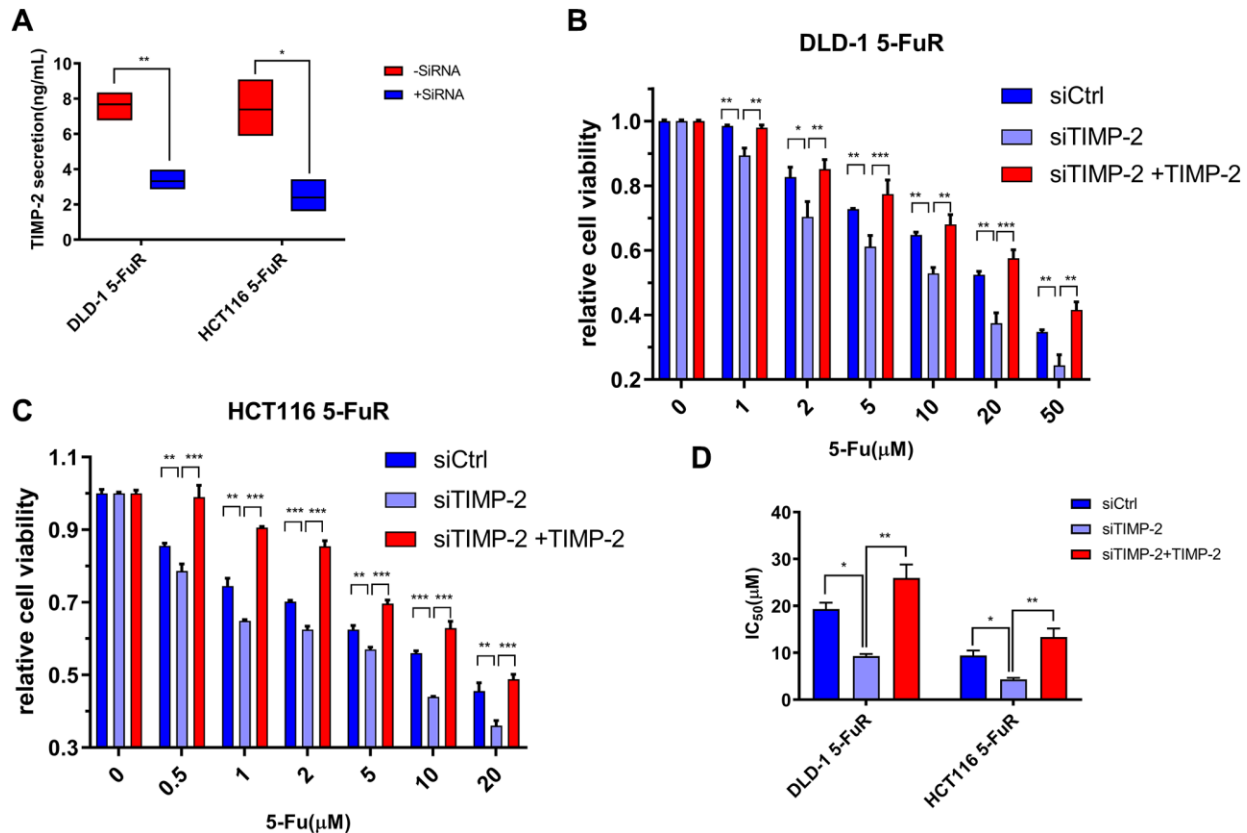 A
TIMP-2 secretion(ng/mL)
10
8
6
4
2
0
**
*
-SiRNA
+SiRNA
DLD-1 5-FuR
HCT116 5-FuR
B
DLD-1 5-FuR
relative cell viability
1.0
0.8
0.6
0.4
0.2
** **
* **
** ***
** **
** ***
** **
siCtrl
siTIMP-2
siTIMP-2 +TIMP-2
0 1 2 5 10 20 50
5-Fu(μM)
C
HCT116 5-FuR
relative cell viability
1.1
0.9
0.7
0.5
0.3
** ***
** ***
*** ***
** ***
*** ***
** ***
siCtrl
siTIMP-2
siTIMP-2 +TIMP-2
0 0.5 1 2 5 10 20
5-Fu(μM)
D
IC50(μM)
40
30
20
10
0
* **
* **
siCtrl
siTIMP-2
siTIMP-2+TIMP-2
DLD-1 5-FuR
HCT116 5-FuR